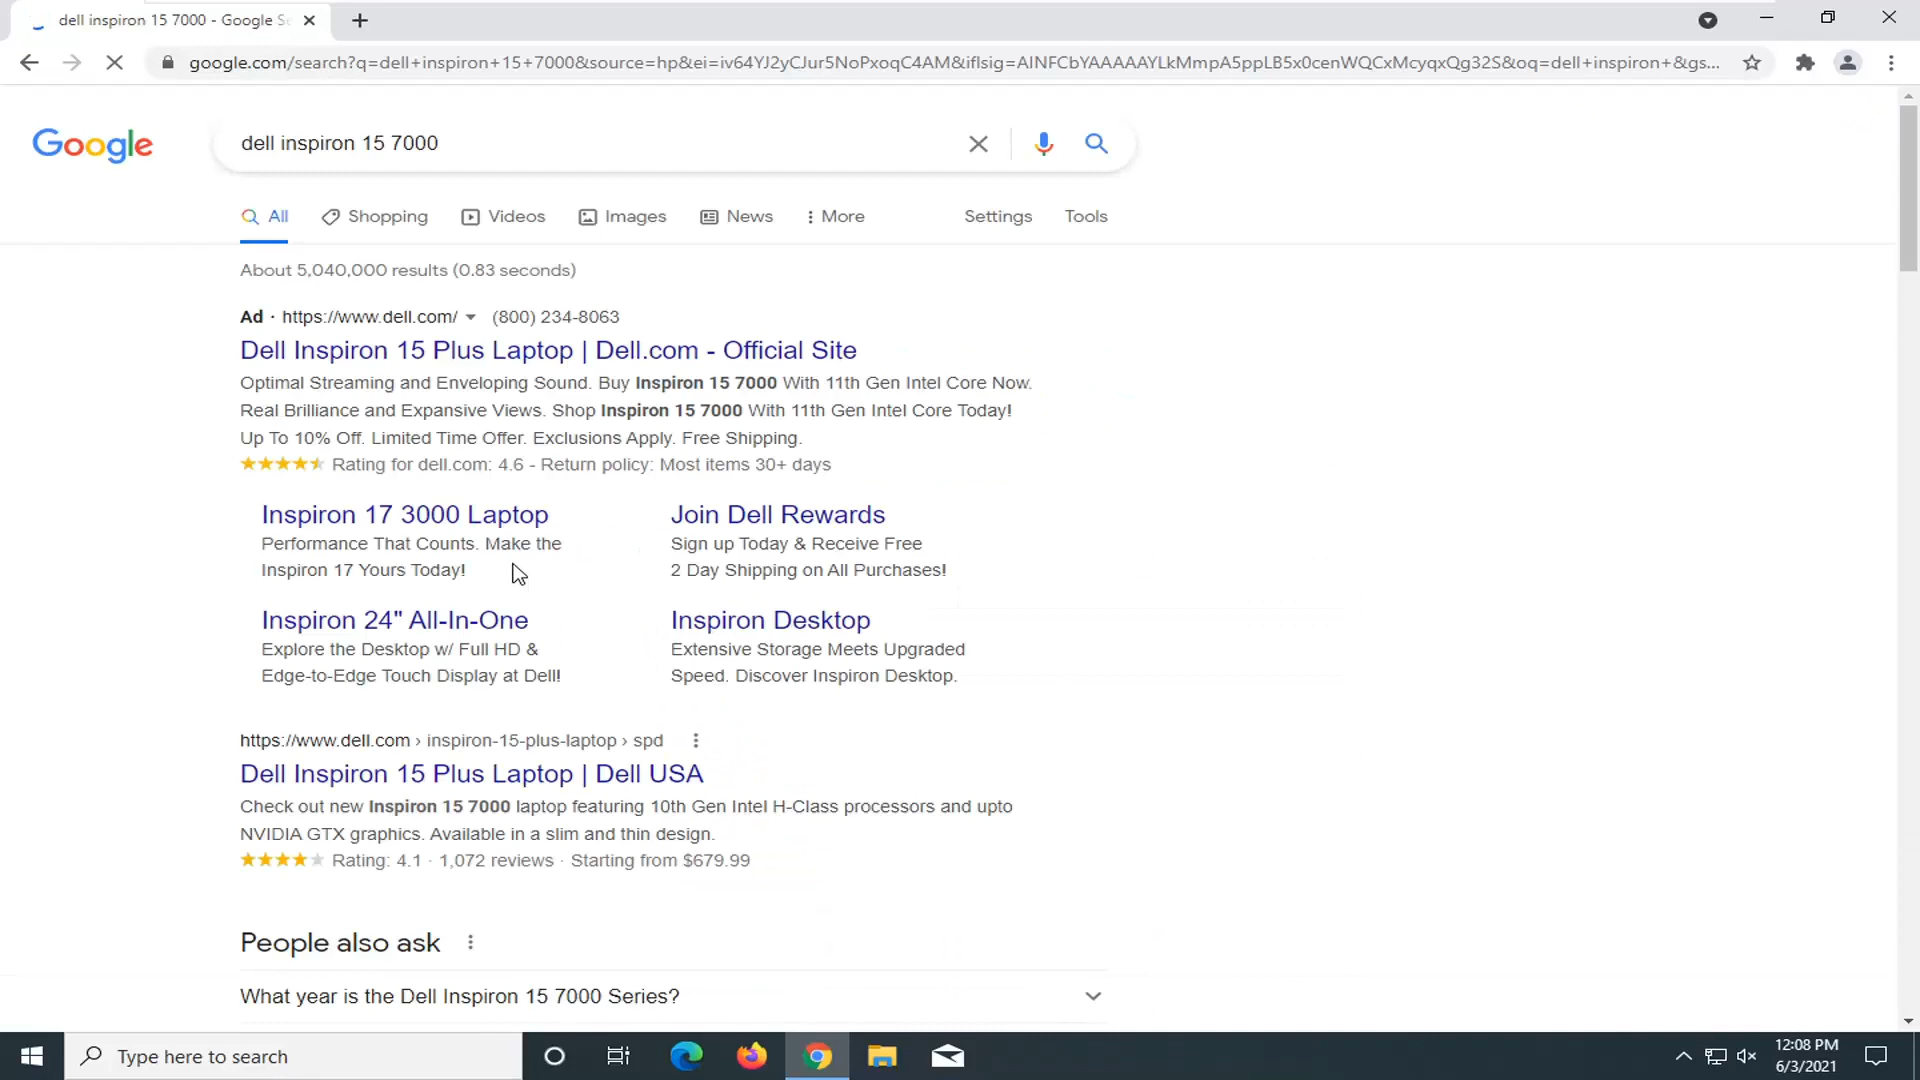 dell inspiron 15 7000 - Google Se
google.com/search?q=dell+inspiron+15+7000&source=hp&ei=iv64YJ2yCJur5NoPxoqC4AM&iflsig=AINFCbYAAAAAYLkMmpA5ppLB5x0cenWQCxMcyqxQg32S&oq=dell+inspiron+&gs...
Google
dell inspiron 15 7000
All Shopping Videos Images News More Settings Tools
About 5,040,000 results (0.83 seconds)
Ad · https://www.dell.com/ (800) 234-8063
Dell Inspiron 15 Plus Laptop | Dell.com - Official Site
Optimal Streaming and Enveloping Sound. Buy Inspiron 15 7000 With 11th Gen Intel Core Now.
Real Brilliance and Expansive Views. Shop Inspiron 15 7000 With 11th Gen Intel Core Today!
Up To 10% Off. Limited Time Offer. Exclusions Apply. Free Shipping.
Rating for dell.com: 4.6 - Return policy: Most items 30+ days
Inspiron 17 3000 Laptop
Performance That Counts. Make the
Inspiron 17 Yours Today!
Join Dell Rewards
Sign up Today & Receive Free
2 Day Shipping on All Purchases!
Inspiron 24" All-In-One
Explore the Desktop w/ Full HD &
Edge-to-Edge Touch Display at Dell!
Inspiron Desktop
Extensive Storage Meets Upgraded
Speed. Discover Inspiron Desktop.
https://www.dell.com › inspiron-15-plus-laptop › spd
Dell Inspiron 15 Plus Laptop | Dell USA
Check out new Inspiron 15 7000 laptop featuring 10th Gen Intel H-Class processors and upto
NVIDIA GTX graphics. Available in a slim and thin design.
Rating: 4.1 · 1,072 reviews · Starting from $679.99
People also ask
What year is the Dell Inspiron 15 7000 Series?
Type here to search
12:08 PM
6/3/2021